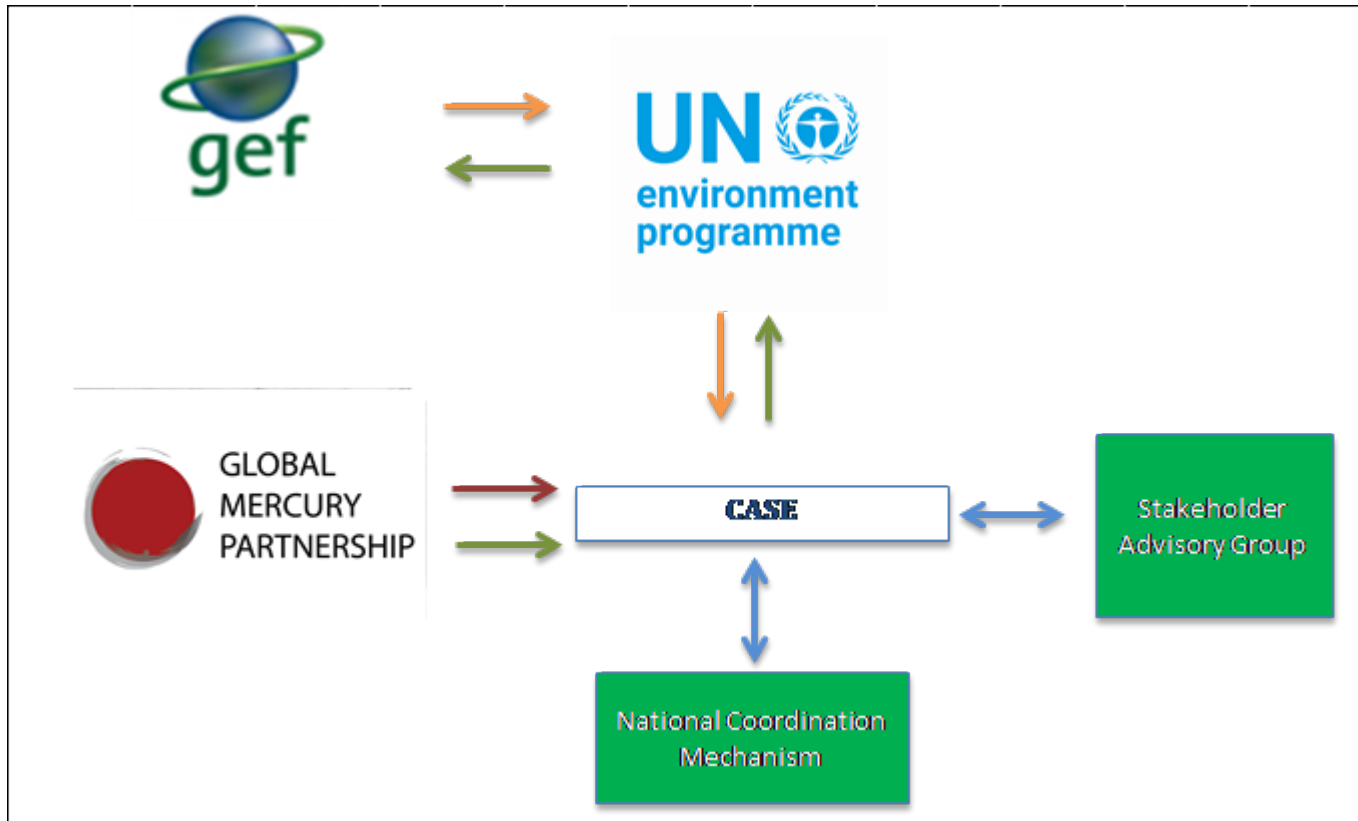 gef
UN
environment
programme
GLOBAL
MERCURY
PARTNERSHIP
CASE
Stakeholder
Advisory Group
National Coordination
Mechanism